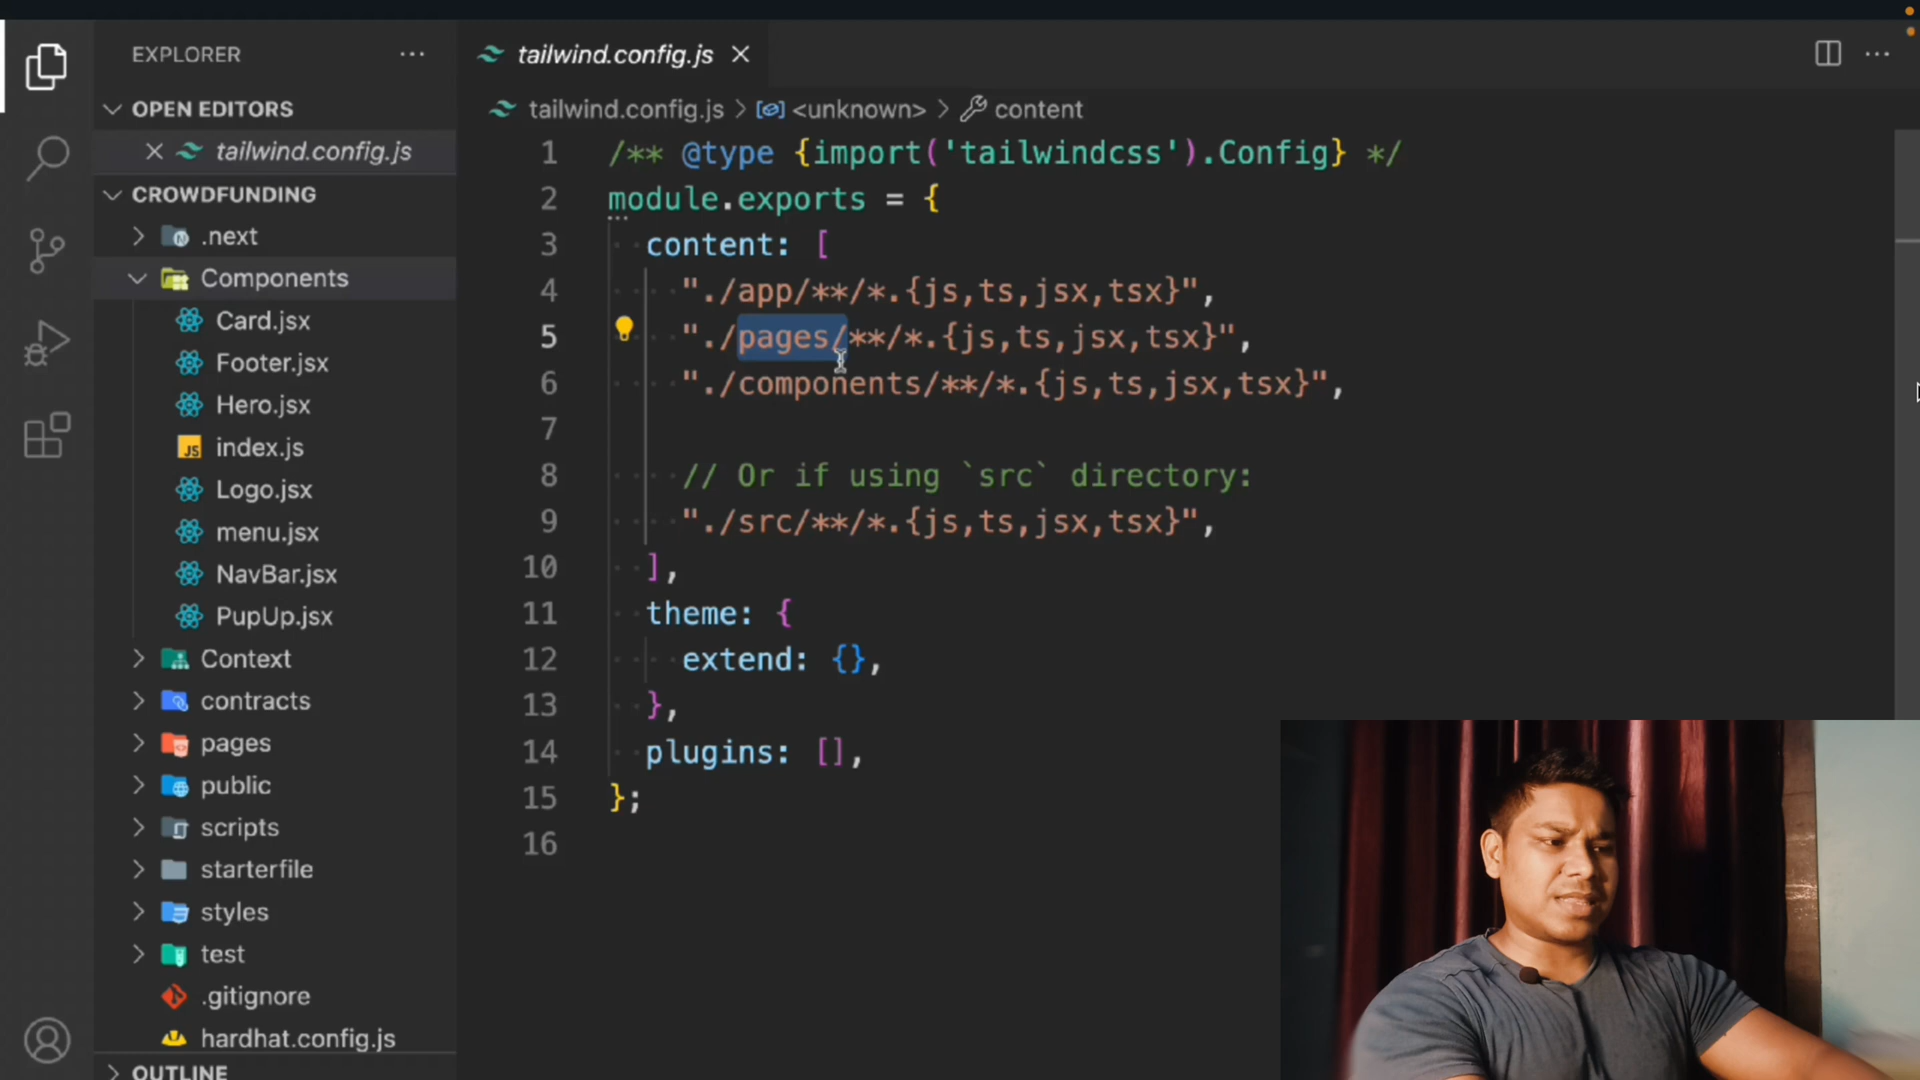 EXPLORER
OPEN EDITORS
tailwind.config.js
CROWDFUNDING
.next
Components
Card.jsx
Footer.jsx
Hero.jsx
index.js
Logo.jsx
menu.jsx
NavBar.jsx
PupUp.jsx
Context
contracts
pages
public
scripts
starterfile
styles
test
.gitignore
hardhat.config.js
OUTLINE
tailwind.config.js
tailwind.config.js > <unknown> > content
1 /** @type {import('tailwindcss').Config} */
2 module.exports = {
3 content: [
4 "./app/**/*.{js,ts,jsx,tsx}",
5 "./pages/**/*.{js,ts,jsx,tsx}",
6 "./components/**/*.{js,ts,jsx,tsx}",
7
8 // Or if using `src` directory:
9 "./src/**/*.{js,ts,jsx,tsx}",
10 ],
11 theme: {
12 extend: {},
13 },
14 plugins: [],
15 };
16